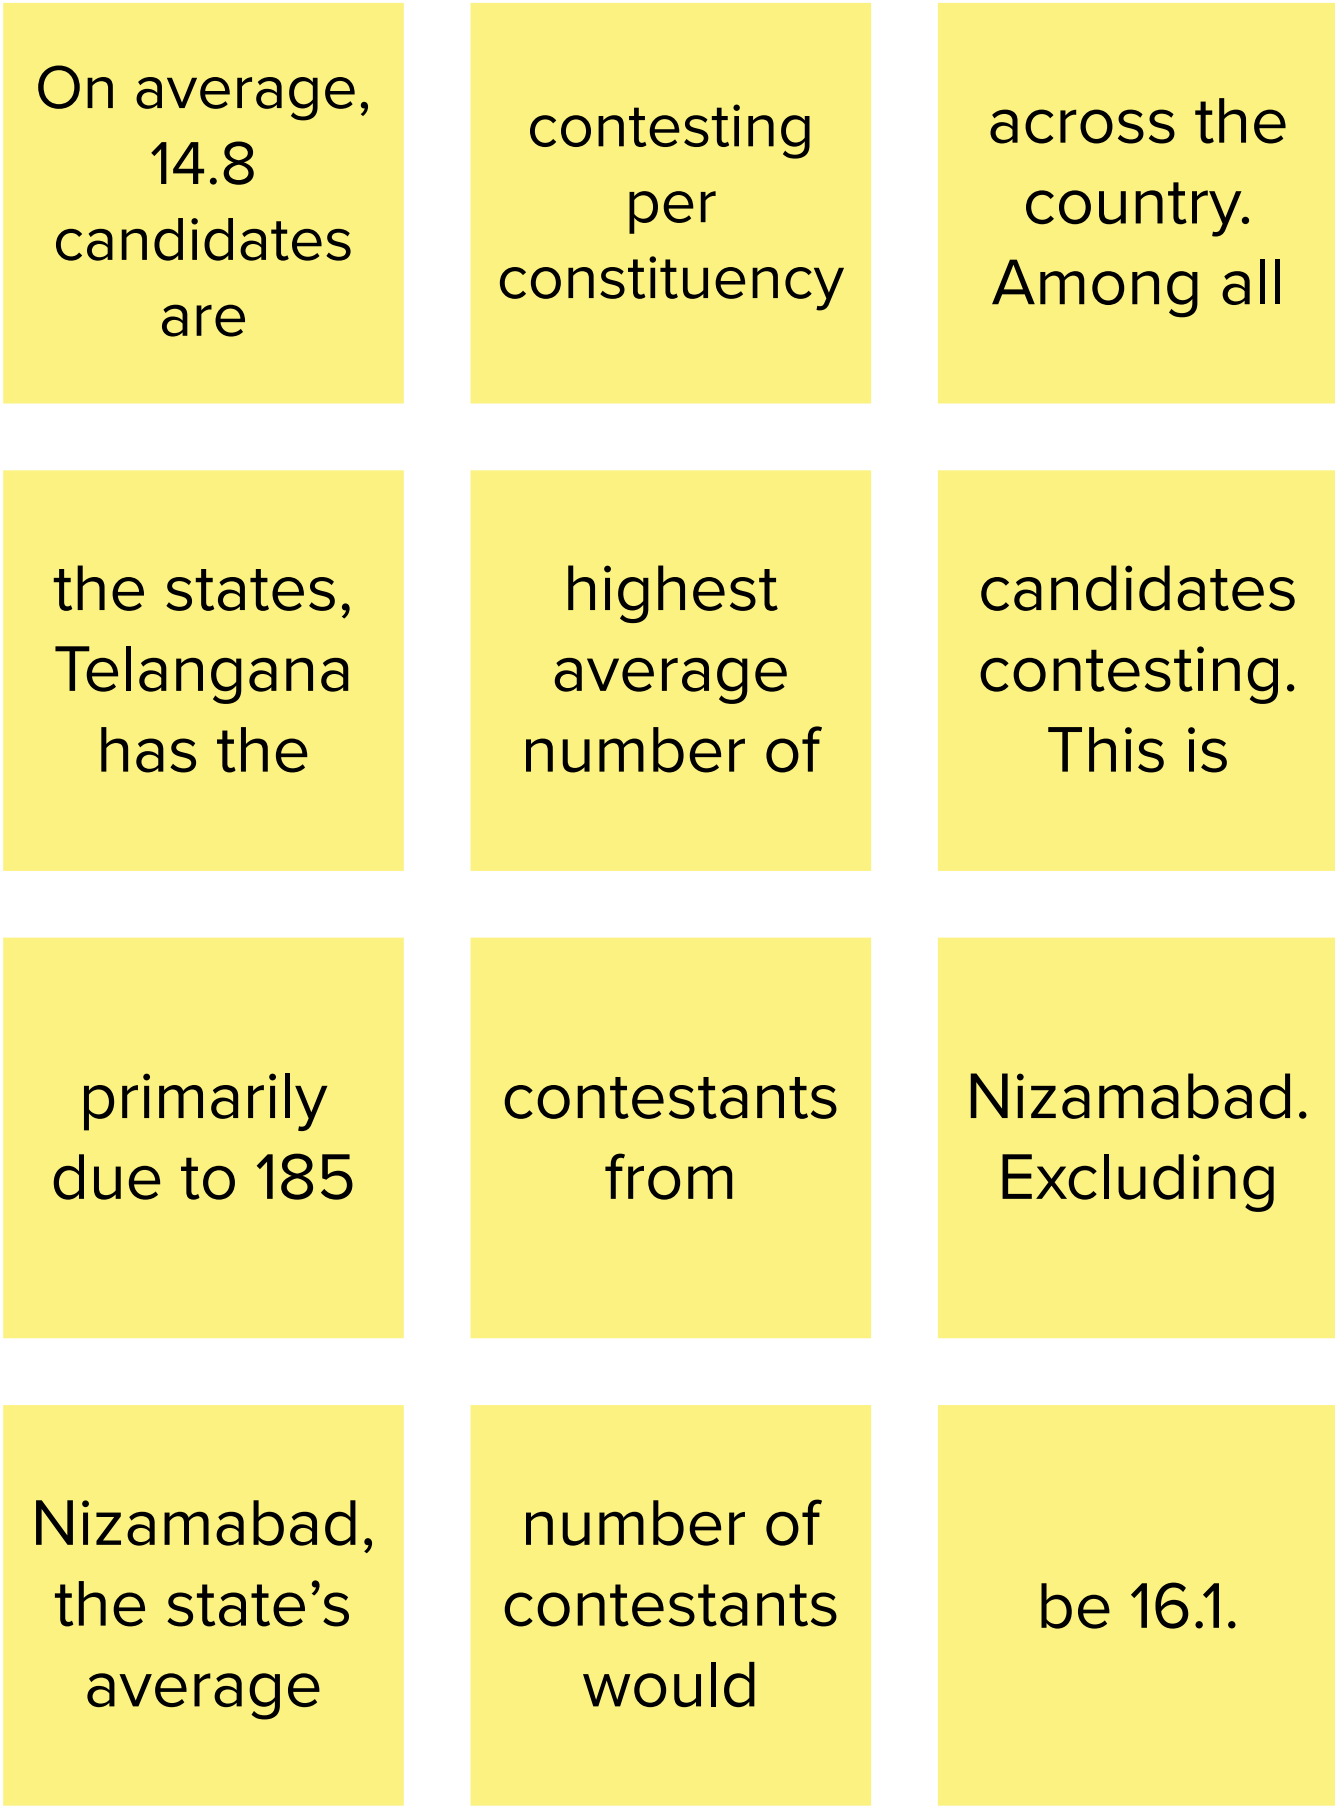 On average,
14.8
candidates
are
contesting
per
constituency
across the
country.
Among all
the states,
Telangana
has the
highest
average
number of
candidates
contesting.
This is
primarily
due to 185
contestants
from
Nizamabad.
Excluding
Nizamabad,
the state’s
average
number of
contestants
would
be 16.1.